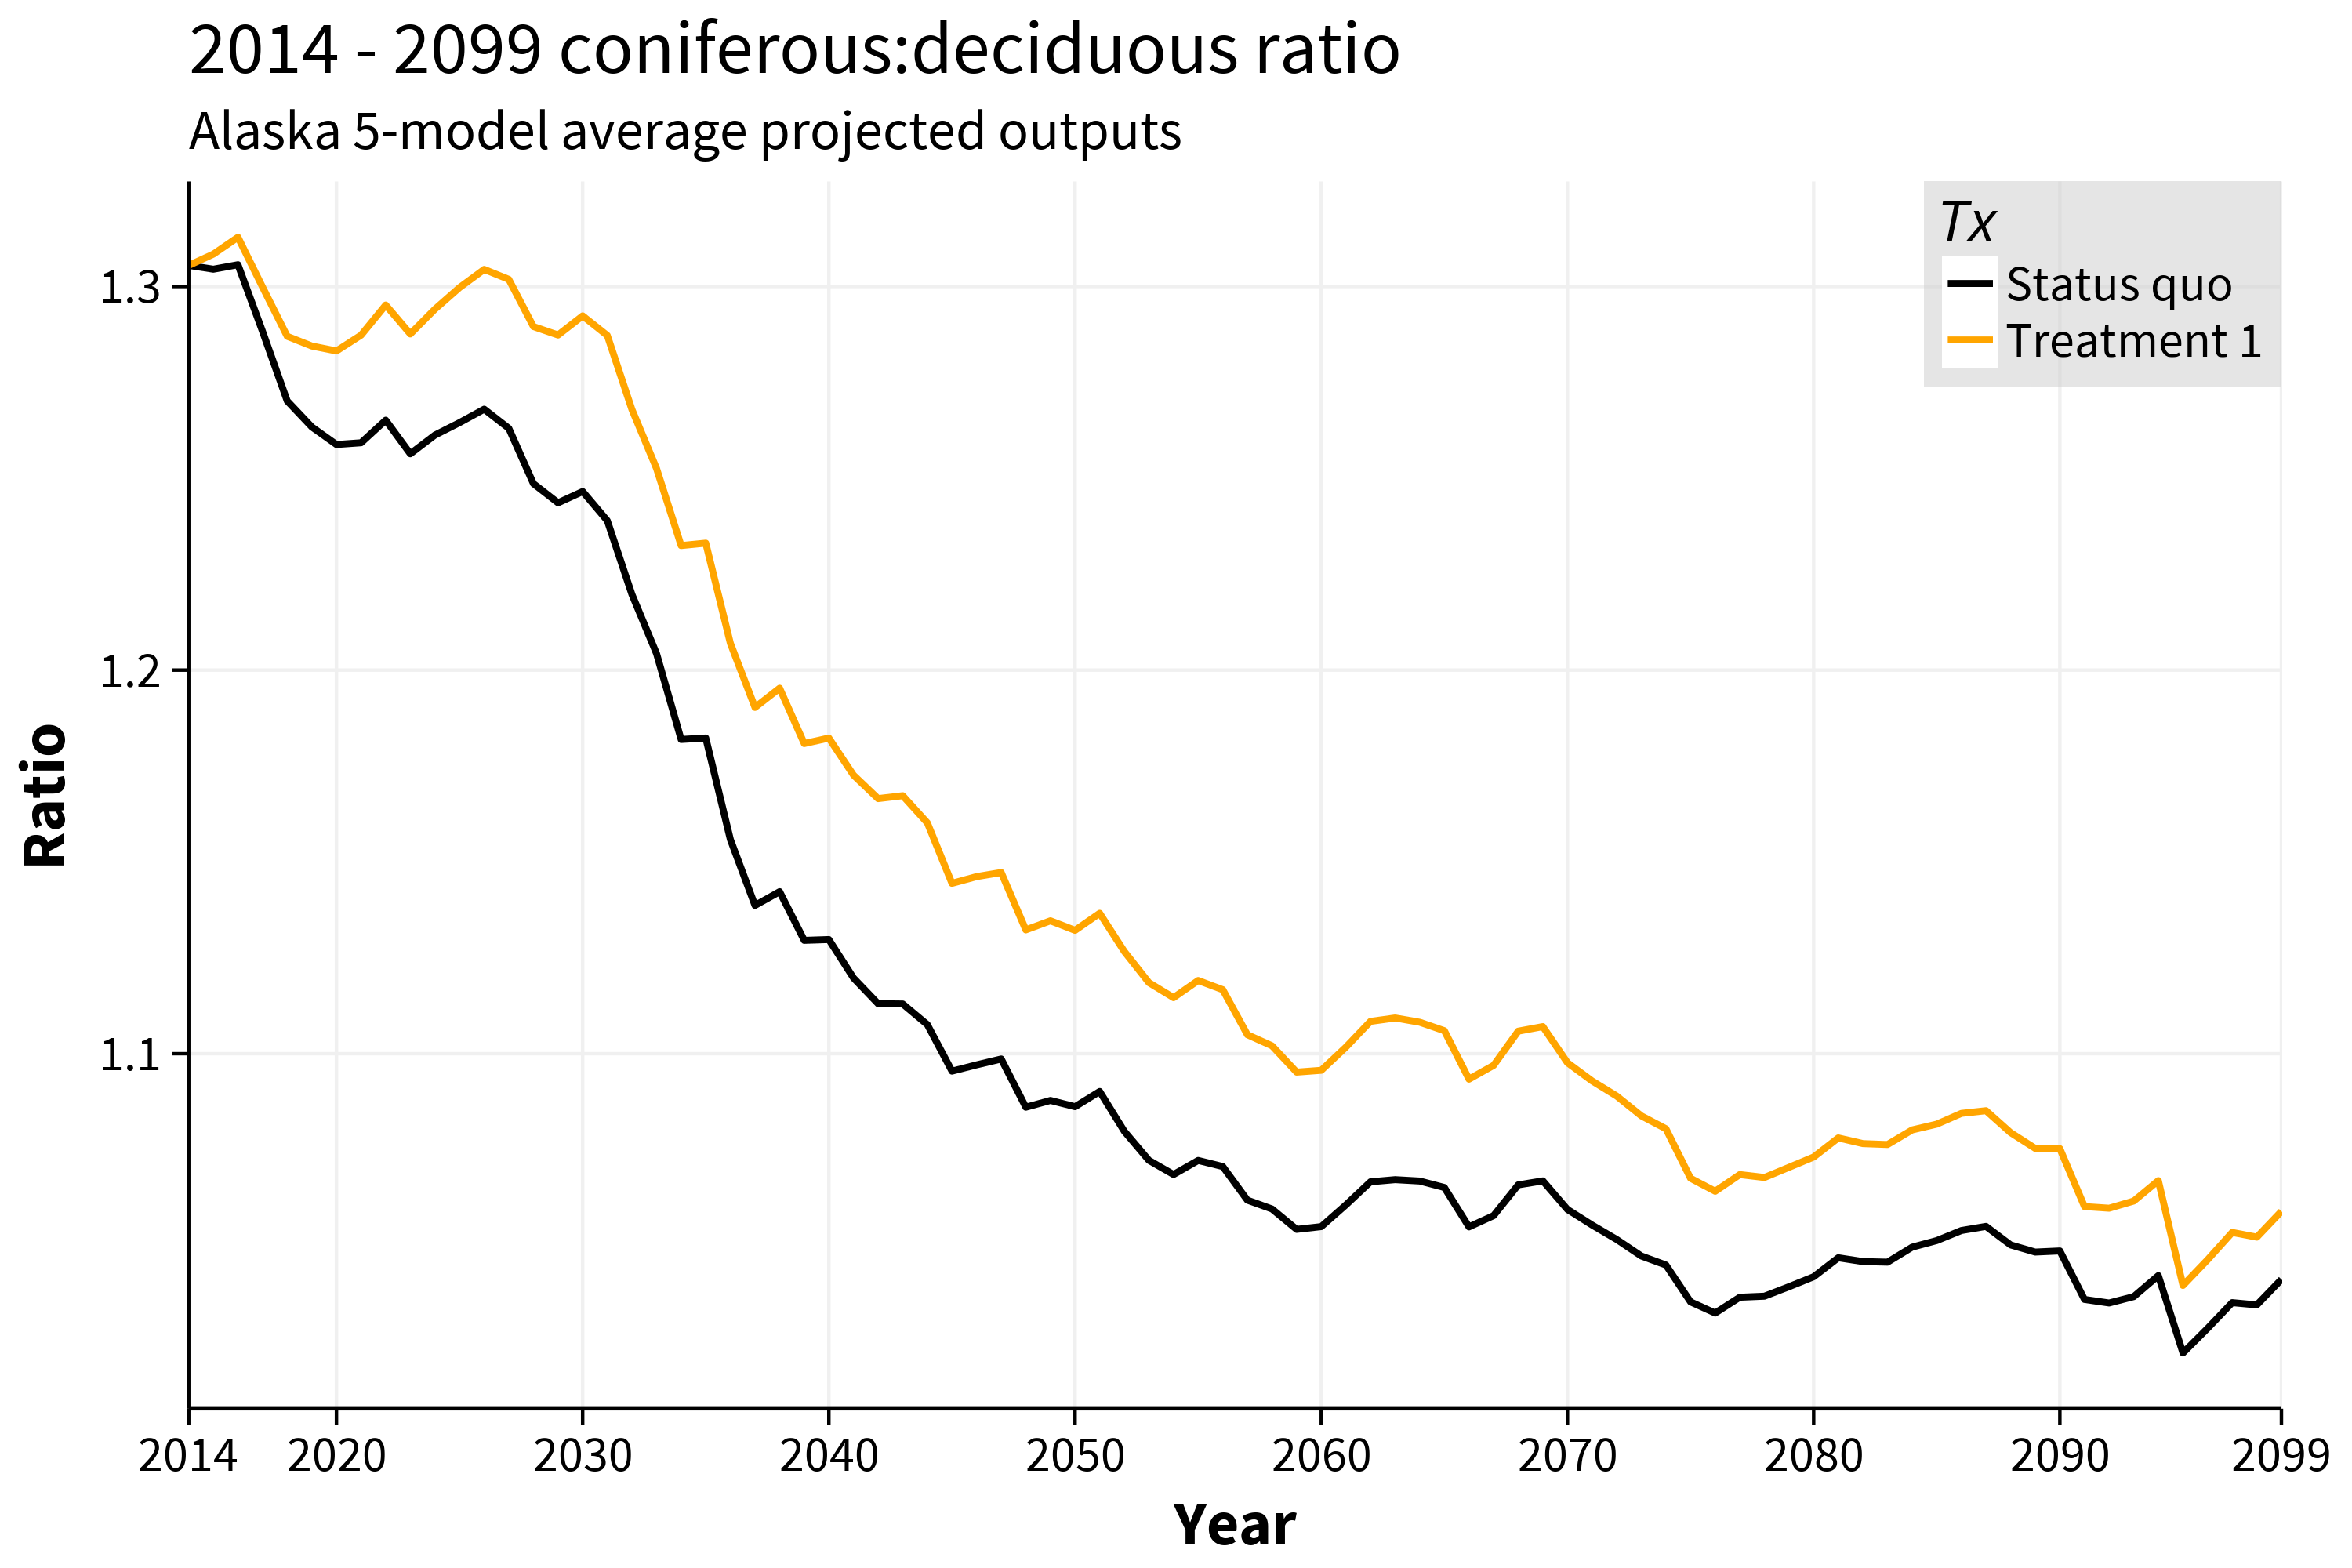 2014 - 2099 coniferous:deciduous ratio
Alaska 5-model average projected outputs
Tx
Status quo
Treatment 1
1.3
1.2
1.1
Ratio
2014 2020 2030 2040 2050 2060 2070 2080 2090 2099
Year